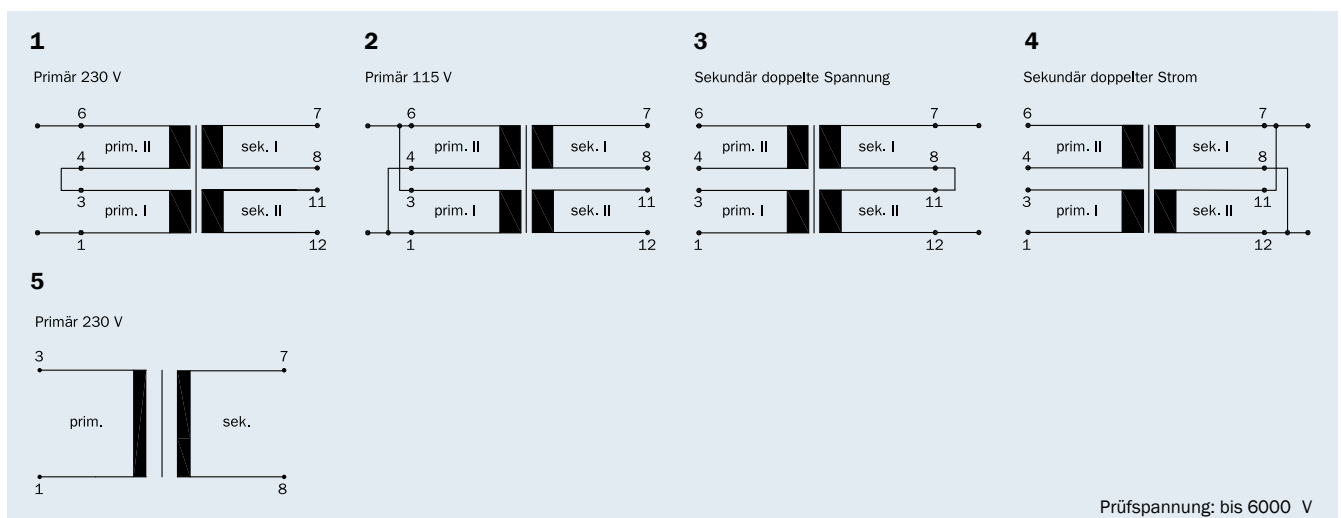 1
2
3
4
Primär 230 V
Primär 115 V
Sekundär doppelte Spannung
Sekundär doppelter Strom
6
7
prim. II
sek. I
4
8
3
11
prim. I
sek. II
1
12
6
7
prim. II
sek. I
4
8
3
11
prim. I
sek. II
1
12
6
7
prim. II
sek. I
4
8
3
11
prim. I
sek. II
1
12
6
7
prim. II
sek. I
4
8
3
11
prim. I
sek. II
1
12
5
Primär 230 V
3
7
prim.
sek.
1
8
Prüfspannung: bis 6000 V